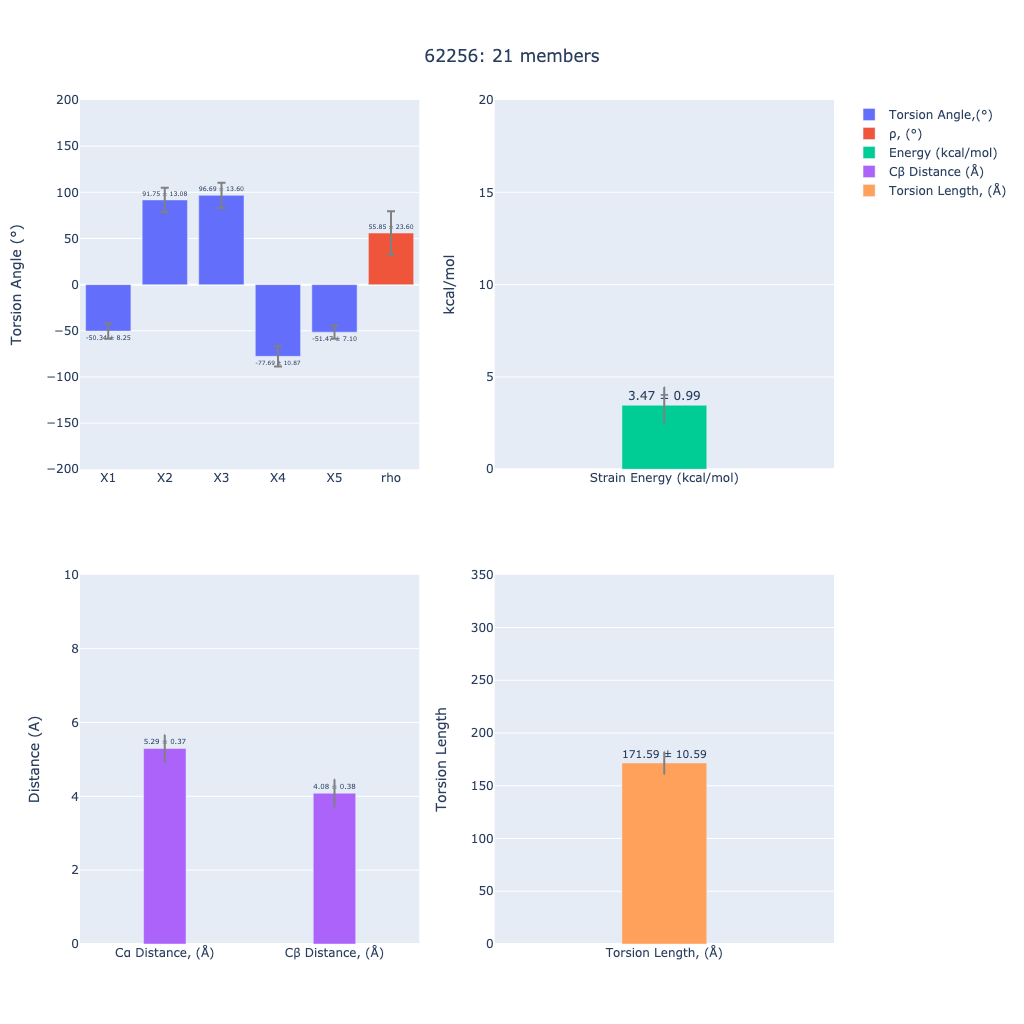 62256: 21 members
Torsion Angle (°)
200
150
100
50
0
−50
−100
−150
−200
-50.34 ± 8.25
91.75 ± 13.08
96.69 ± 13.60
-77.69 ± 10.87
-51.47 ± 7.10
55.85 ± 23.60
X1 X2 X3 X4 X5 rho
kcal/mol
20
15
10
5
0
3.47 ± 0.99
Strain Energy (kcal/mol)
Torsion Angle,(°)
ρ, (°)
Energy (kcal/mol)
Cβ Distance (Å)
Torsion Length, (Å)
Distance (A)
10
8
6
4
2
0
5.29 ± 0.37
4.08 ± 0.38
Cα Distance, (Å) Cβ Distance, (Å)
Torsion Length
350
300
250
200
150
100
50
0
171.59 ± 10.59
Torsion Length, (Å)